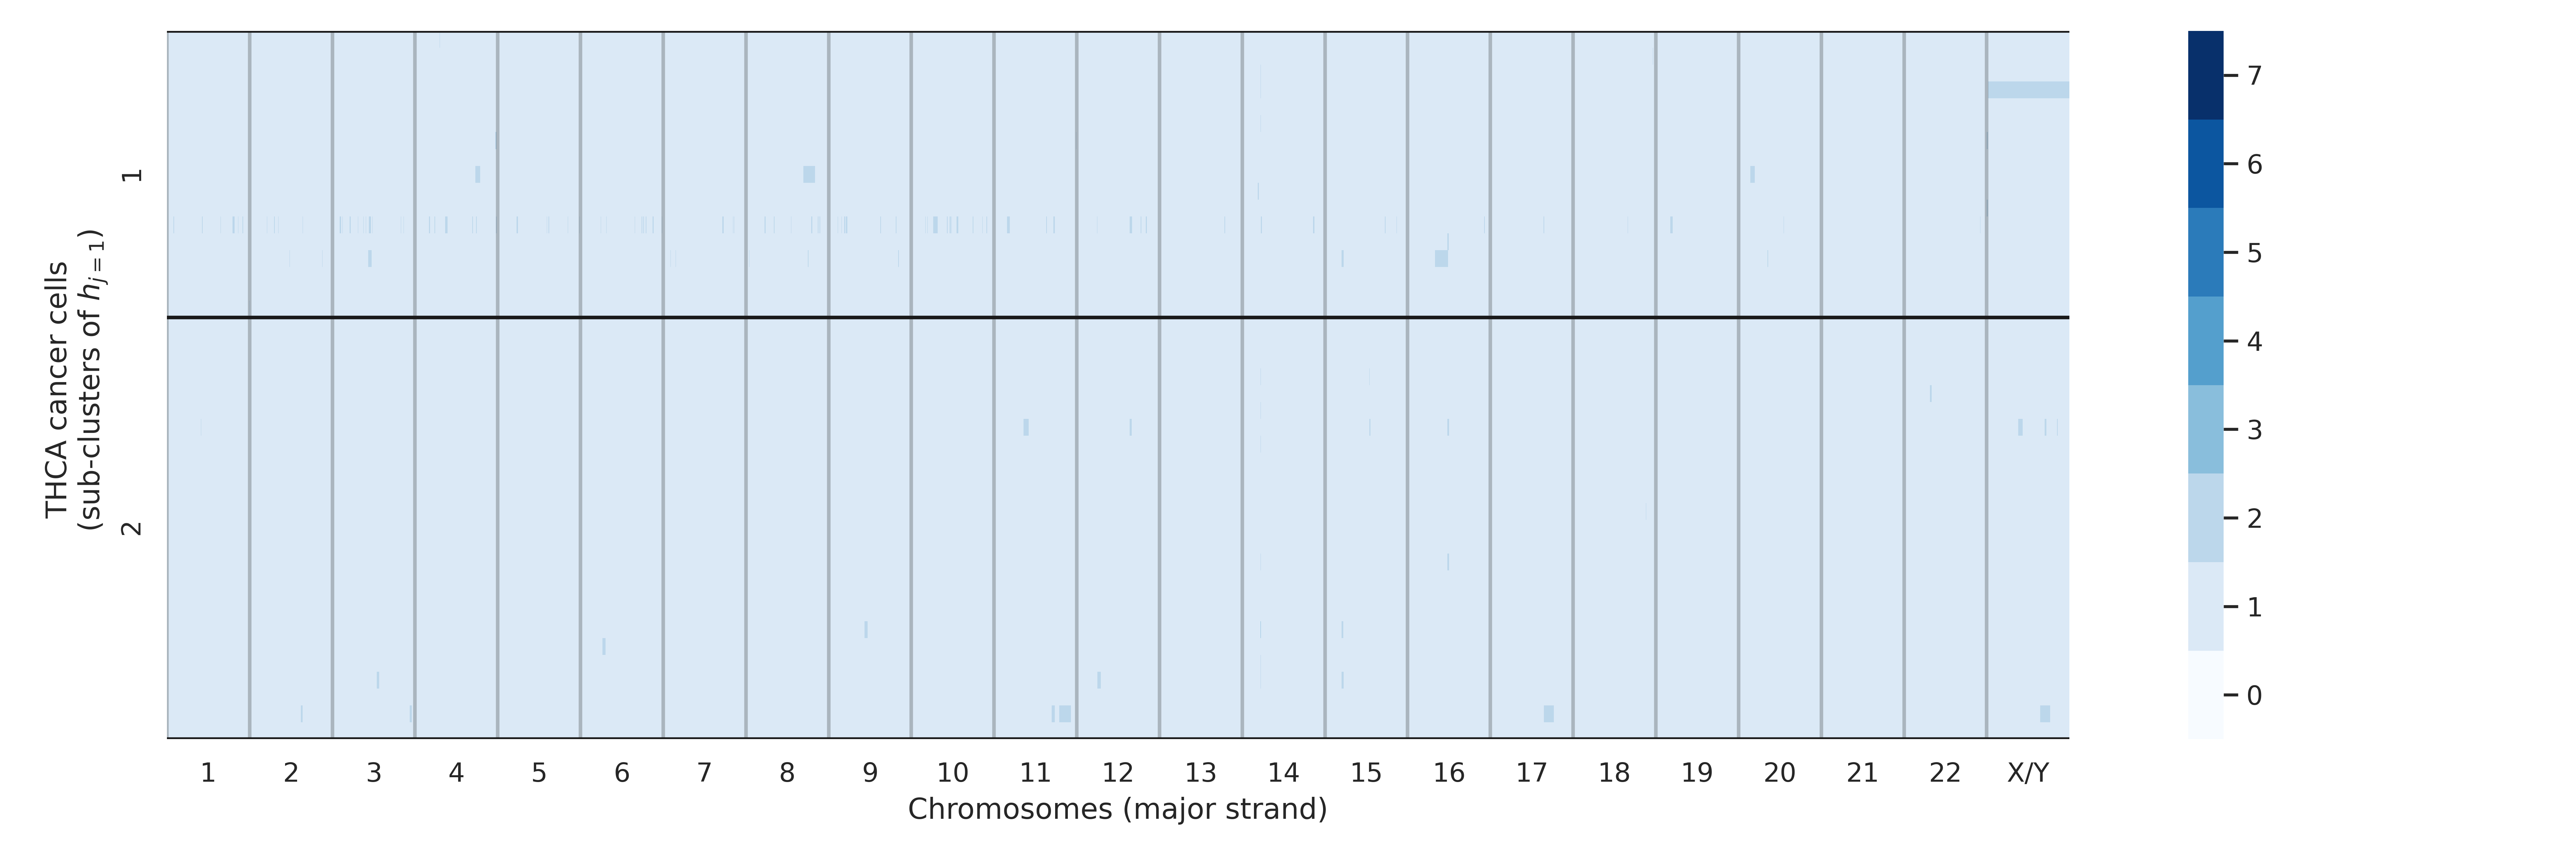 THCA cancer cells
(sub-clusters of h_{j=1})
1
2
1 2 3 4 5 6 7 8 9 10 11 12 13 14 15 16 17 18 19 20 21 22 X/Y
Chromosomes (major strand)
7
6
5
4
3
2
1
0